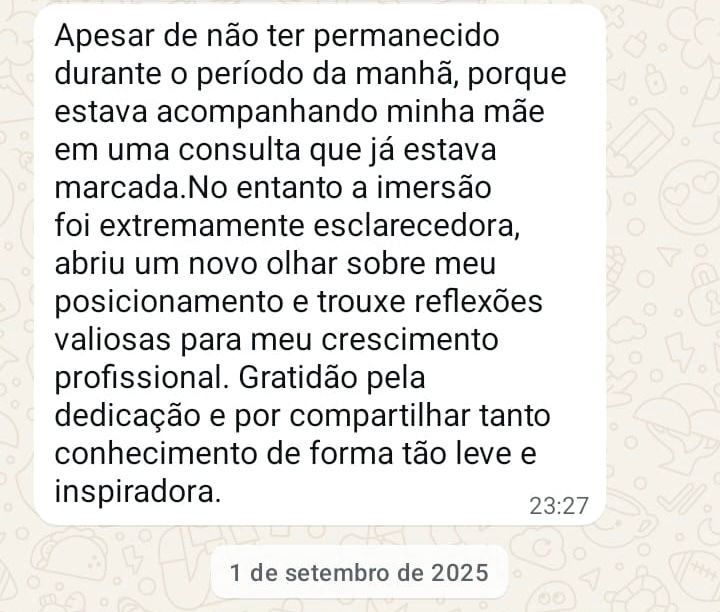 Apesar de não ter permanecido
durante o período da manhã, porque
estava acompanhando minha mãe
em uma consulta que já estava
marcada.No entanto a imersão
foi extremamente esclarecedora,
abriu um novo olhar sobre meu
posicionamento e trouxe reflexões
valiosas para meu crescimento
profissional. Gratidão pela
dedicação e por compartilhar tanto
conhecimento de forma tão leve e
inspiradora.
23:27
1 de setembro de 2025